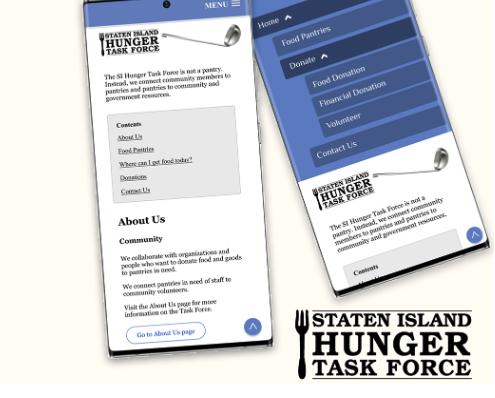 MENU
STATEN ISLAND
HUNGER
TASK FORCE
The SI Hunger Task Force is not a pantry.
Instead, we connect community members to
pantries and pantries to community and
government resources.
Contents
About Us
Food Pantries
Where can I get food today?
Donations
Contact Us
About Us
Community
We collaborate with organizations and
people who want to donate food and goods
to pantries in need.
We connect pantries in need of staff to
community volunteers.
Visit the About Us page for more
information on the Task Force.
Go to About Us page
Home
Food Pantries
Donate
Food Donation
Financial Donation
Volunteer
Contact Us
STATEN ISLAND
HUNGER
TASK FORCE
The SI Hunger Task Force is not a
pantry. Instead, we connect community
members to pantries and pantries to
community and government resources.
Contents
STATEN ISLAND
HUNGER
TASK FORCE